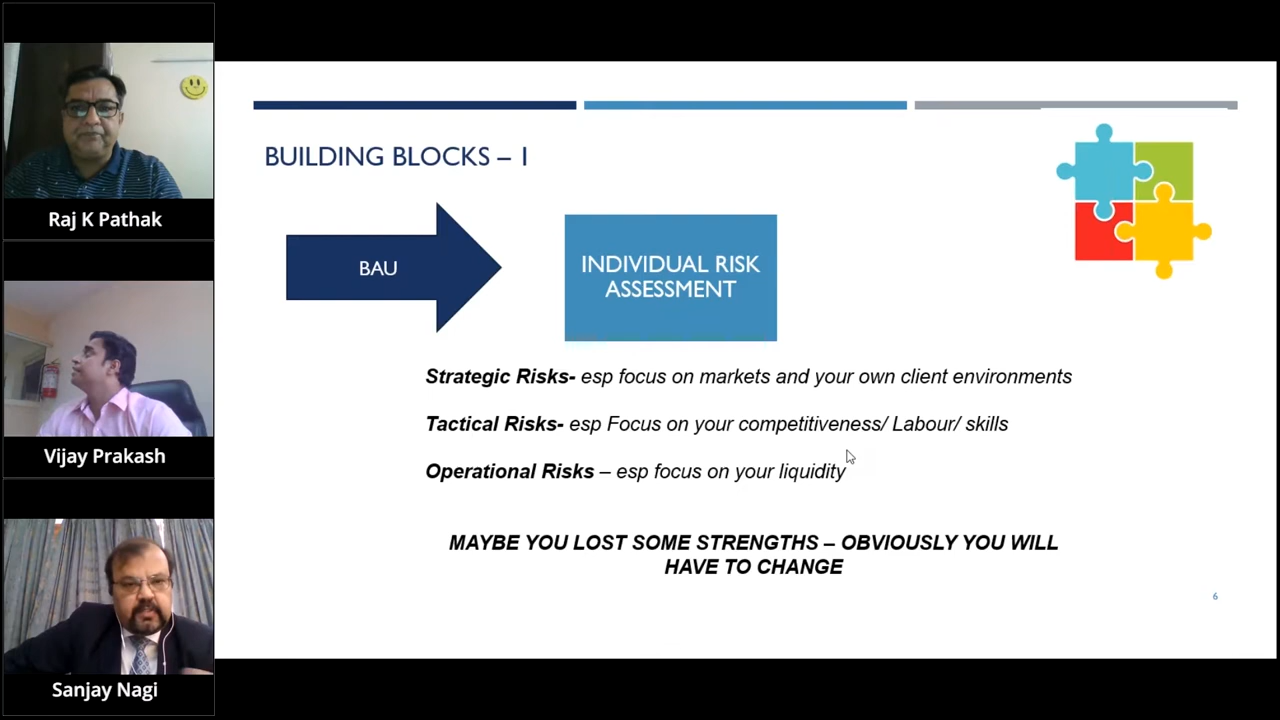 Raj K Pathak
Vijay Prakash
Sanjay Nagi
BUILDING BLOCKS – I
BAU
INDIVIDUAL RISK
ASSESSMENT
Strategic Risks- esp focus on markets and your own client environments
Tactical Risks- esp Focus on your competitiveness/ Labour/ skills
Operational Risks – esp focus on your liquidity
MAYBE YOU LOST SOME STRENGTHS – OBVIOUSLY YOU WILL
HAVE TO CHANGE
6